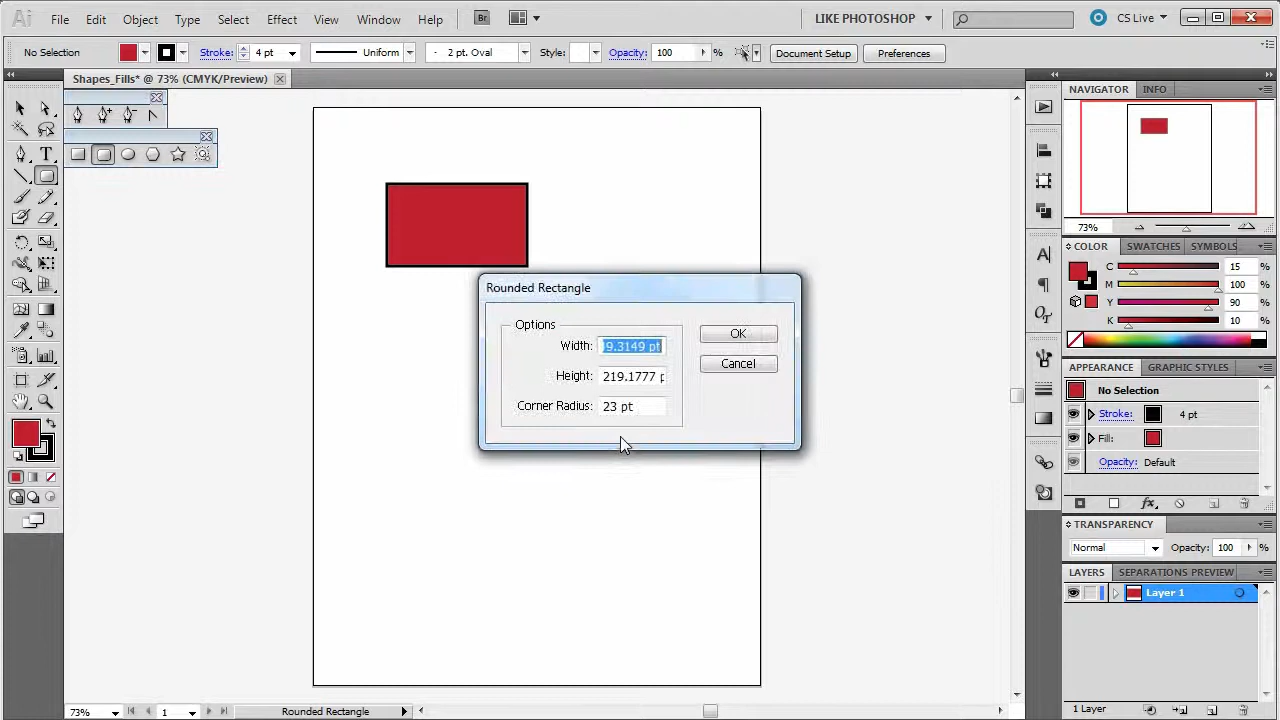 Ai File Edit Object Type Select Effect View Window Help Br LIKE PHOTOSHOP CS Live
No Selection Stroke: 4 pt Uniform 2 pt. Oval Style: Opacity: 100 % Document Setup Preferences
Shapes_Fills* @ 73% (CMYK/Preview)
NAVIGATOR INFO
73%
COLOR SWATCHES SYMBOLS
C 15 %
M 100 %
Y 90 %
K 10 %
Rounded Rectangle
Options
Width: 9.3149 pt
Height: 219.1777 p
Corner Radius: 23 pt
OK
Cancel
APPEARANCE GRAPHIC STYLES
No Selection
Stroke: 4 pt
Fill:
Opacity: Default
fx
TRANSPARENCY
Normal Opacity: 100 %
LAYERS SEPARATIONS PREVIEW
Layer 1
1 Layer
73% 1 Rounded Rectangle